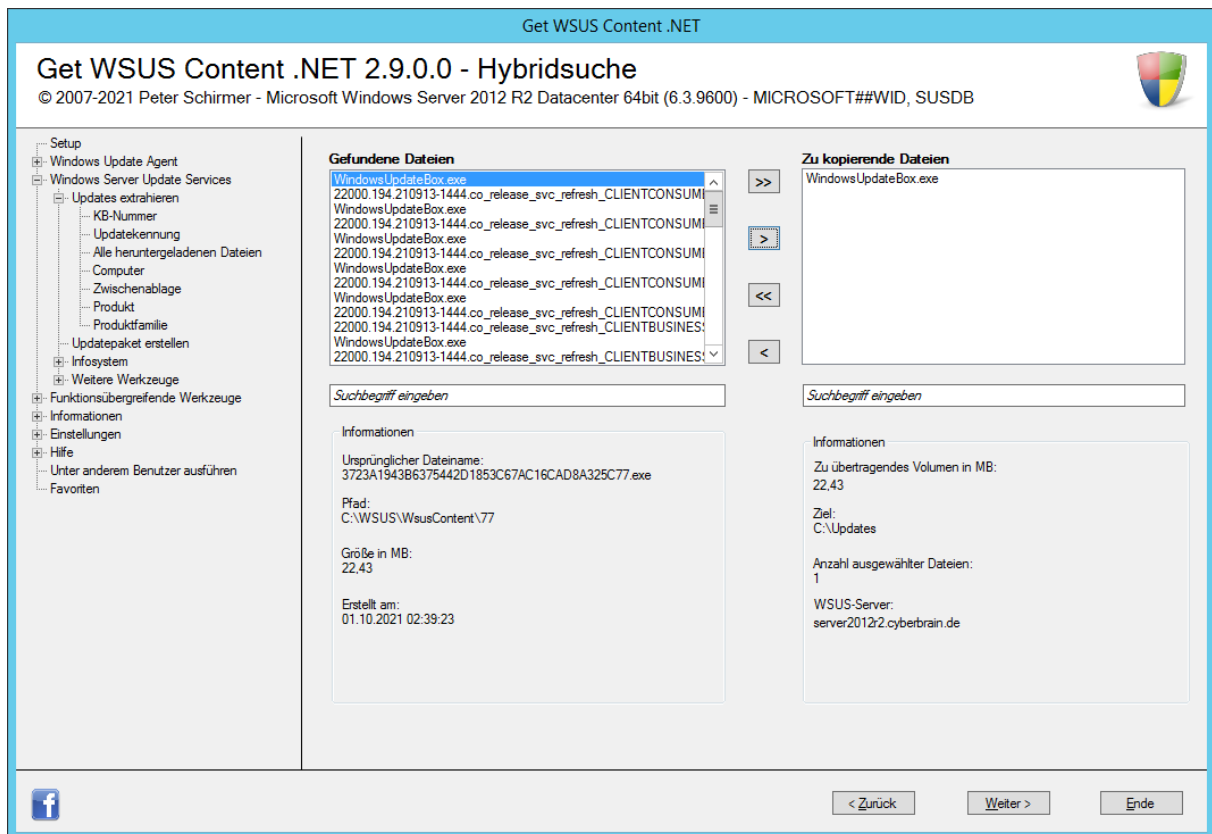 Get WSUS Content .NET
Get WSUS Content .NET 2.9.0.0 - Hybridsuche
© 2007-2021 Peter Schirmer - Microsoft Windows Server 2012 R2 Datacenter 64bit (6.3.9600) - MICROSOFT##WID, SUSDB
Setup
Windows Update Agent
Windows Server Update Services
Updates extrahieren
KB-Nummer
Updatekennung
Alle heruntergeladenen Dateien
Computer
Zwischenablage
Produkt
Produktfamilie
Updatepaket erstellen
Infosystem
Weitere Werkzeuge
Funktionsübergreifende Werkzeuge
Informationen
Einstellungen
Hilfe
Unter anderem Benutzer ausführen
Favoriten
Gefundene Dateien
WindowsUpdateBox.exe
22000.194.210913-1444.co_release_svc_refresh_CLIENTCONSUM
WindowsUpdateBox.exe
22000.194.210913-1444.co_release_svc_refresh_CLIENTCONSUM
WindowsUpdateBox.exe
22000.194.210913-1444.co_release_svc_refresh_CLIENTCONSUM
WindowsUpdateBox.exe
22000.194.210913-1444.co_release_svc_refresh_CLIENTCONSUM
WindowsUpdateBox.exe
22000.194.210913-1444.co_release_svc_refresh_CLIENTCONSUM
22000.194.210913-1444.co_release_svc_refresh_CLIENTBUSINES
WindowsUpdateBox.exe
22000.194.210913-1444.co_release_svc_refresh_CLIENTBUSINES
>>
>
<<
<
Zu kopierende Dateien
WindowsUpdateBox.exe
Suchbegriff eingeben
Suchbegriff eingeben
Informationen
Ursprünglicher Dateiname:
3723A1943B6375442D1853C67AC16CAD8A325C77.exe
Pfad:
C:\WSUS\WsusContent\77
Größe in MB:
22,43
Erstellt am:
01.10.2021 02:39:23
Informationen
Zu übertragendes Volumen in MB:
22,43
Ziel:
C:\Updates
Anzahl ausgewählter Dateien:
1
WSUS-Server:
server2012r2.cyberbrain.de
f
< Zurück
Weiter >
Ende